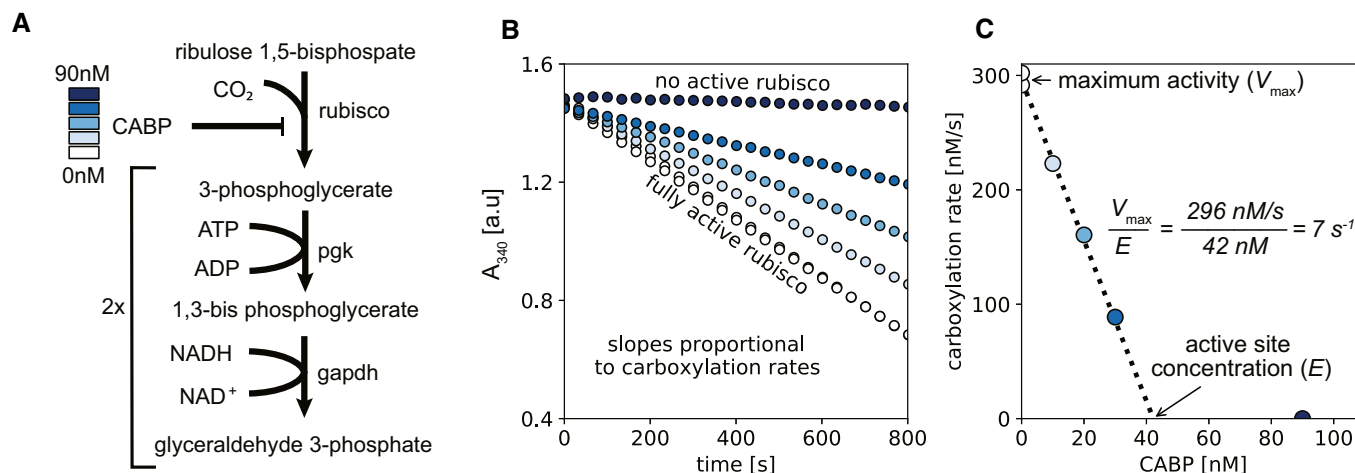 A
ribulose 1,5-bisphospate
90nM
CO₂
rubisco
CABP
0nM
3-phosphoglycerate
ATP
pgk
ADP
2x
1,3-bis phosphoglycerate
NADH
gapdh
NAD⁺
glyceraldehyde 3-phosphate
B
1.6
1.2
0.8
0.4
A₃₄₀ [a.u]
no active rubisco
fully active rubisco
slopes proportional
to carboxylation rates
0 200 400 600 800
time [s]
C
300
200
100
0
carboxylation rate [nM/s]
maximum activity (Vmax)
Vmax / E = 296 nM/s / 42 nM = 7 s⁻¹
active site
concentration (E)
0 20 40 60 80 100
CABP [nM]